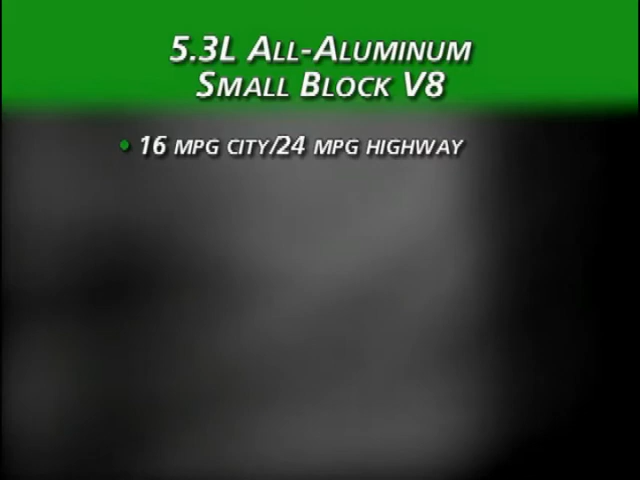 5.3L ALL-ALUMINUM
SMALL BLOCK V8
• 16 MPG CITY/24 MPG HIGHWAY